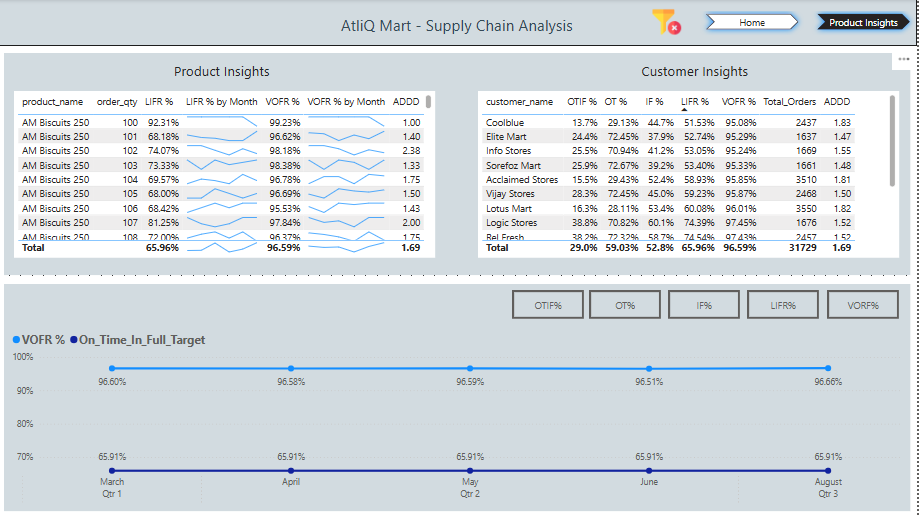 AtliQ Mart - Supply Chain Analysis
Home
Product Insights
Product Insights
product_name order_qty LIFR % LIFR % by Month VOFR % VOFR % by Month ADDD
AM Biscuits 250 100 92.31% 99.23% 1.00
AM Biscuits 250 101 68.18% 96.62% 1.40
AM Biscuits 250 102 74.07% 98.18% 2.38
AM Biscuits 250 103 73.33% 98.38% 1.33
AM Biscuits 250 104 69.57% 96.78% 1.75
AM Biscuits 250 105 68.00% 96.69% 1.50
AM Biscuits 250 106 68.42% 95.53% 1.43
AM Biscuits 250 107 81.25% 97.84% 2.00
AM Biscuits 250 108 72.00% 96.37% 1.75
Total 65.96% 96.59% 1.69
Customer Insights
customer_name OTIF % OT % IF % LIFR % VOFR % Total_Orders ADDD
Coolblue 13.7% 29.13% 44.7% 51.53% 95.08% 2437 1.83
Elite Mart 24.4% 72.45% 37.9% 52.74% 95.29% 1637 1.47
Info Stores 25.5% 70.94% 41.2% 53.05% 95.24% 1669 1.55
Sorefoz Mart 25.9% 72.67% 39.2% 53.40% 95.33% 1661 1.48
Acclaimed Stores 15.5% 29.43% 52.4% 58.93% 95.85% 3510 1.81
Vijay Stores 28.3% 72.45% 45.0% 59.23% 95.87% 2468 1.50
Lotus Mart 16.3% 28.11% 53.4% 60.08% 96.01% 3550 1.82
Logic Stores 38.8% 70.82% 60.1% 74.39% 97.45% 1676 1.52
Rel Fresh 38.2% 72.32% 58.7% 74.54% 97.43% 2457 1.52
Total 29.0% 59.03% 52.8% 65.96% 96.59% 31729 1.69
OTIF% OT% IF% LIFR% VORF%
VOFR % On_Time_In_Full_Target
100%
90%
80%
70%
96.60% 96.58% 96.59% 96.51% 96.66%
65.91% 65.91% 65.91% 65.91% 65.91%
March April May June August
Qtr 1 Qtr 2 Qtr 3